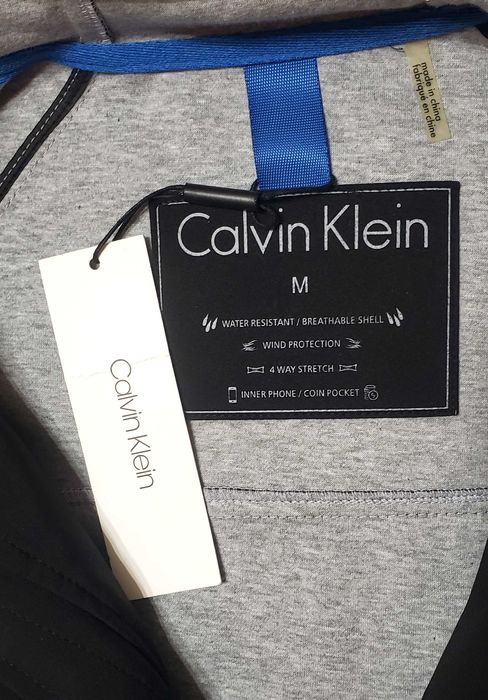 made in china
fabriqué en chine
Calvin Klein
M
WATER RESISTANT / BREATHABLE SHELL
WIND PROTECTION
4 WAY STRETCH
INNER PHONE / COIN POCKET
Calvin Klein